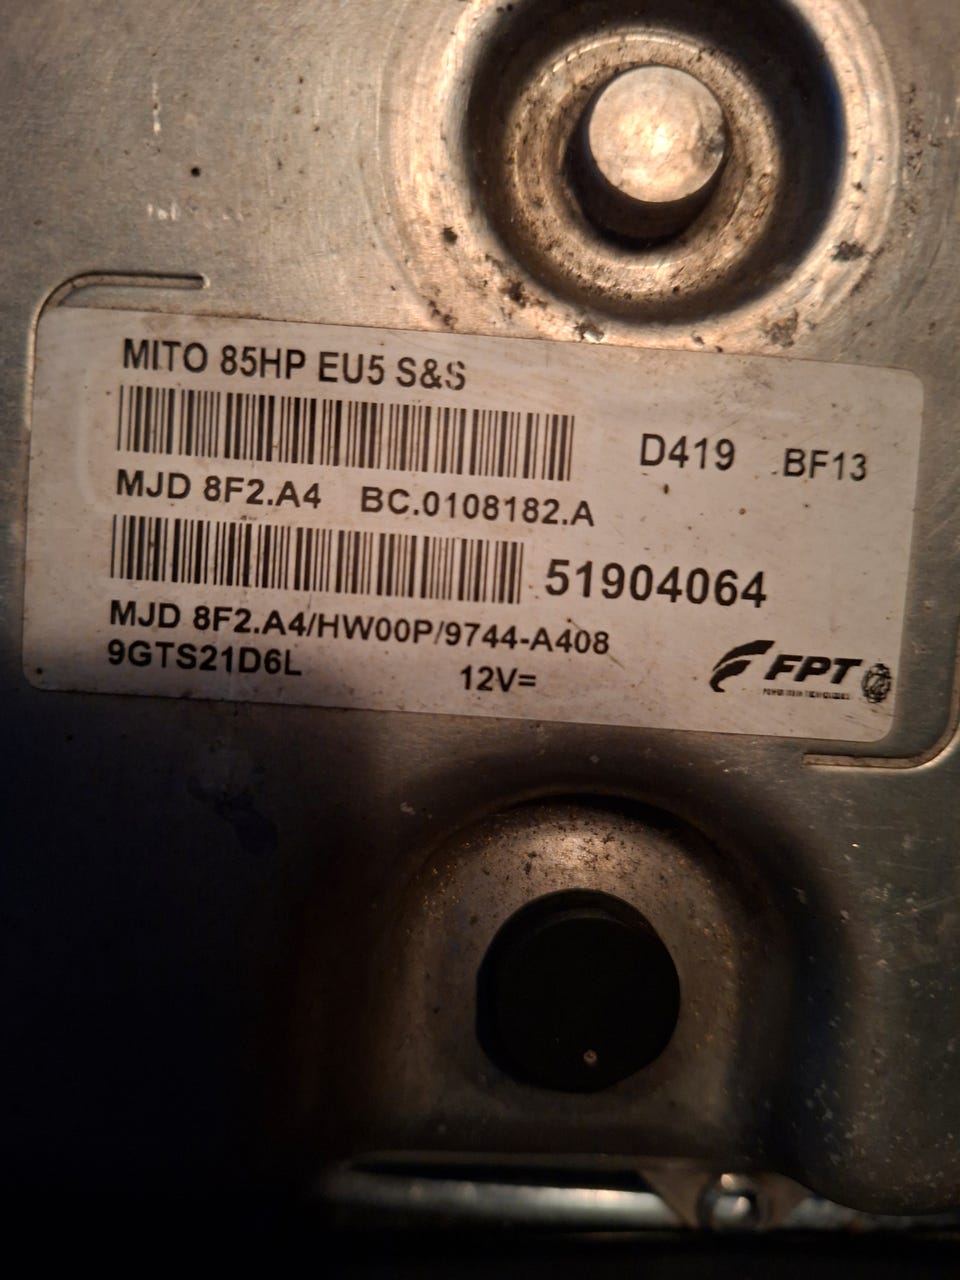 MITO 85HP EU5 S&S
D419 BF13
MJD 8F2.A4 BC.0108182.A
51904064
MJD 8F2.A4/HW00P/9744-A408
9GTS21D6L 12V=
FPT